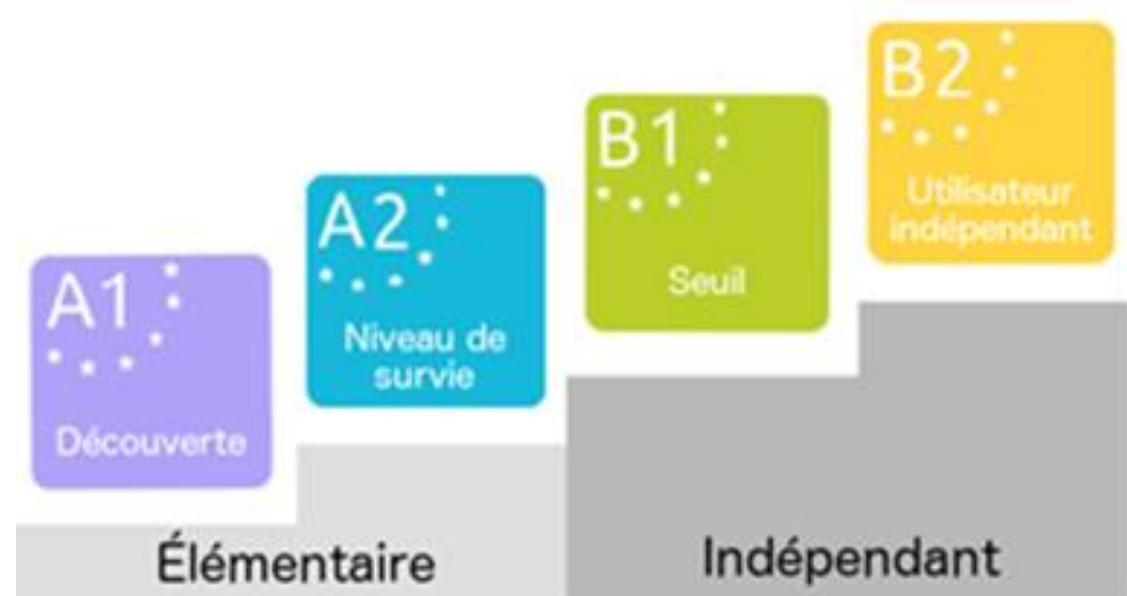 A1
Découverte
A2
Niveau de
survie
B1
Seuil
B2
Utilisateur
indépendant
Élémentaire
Indépendant